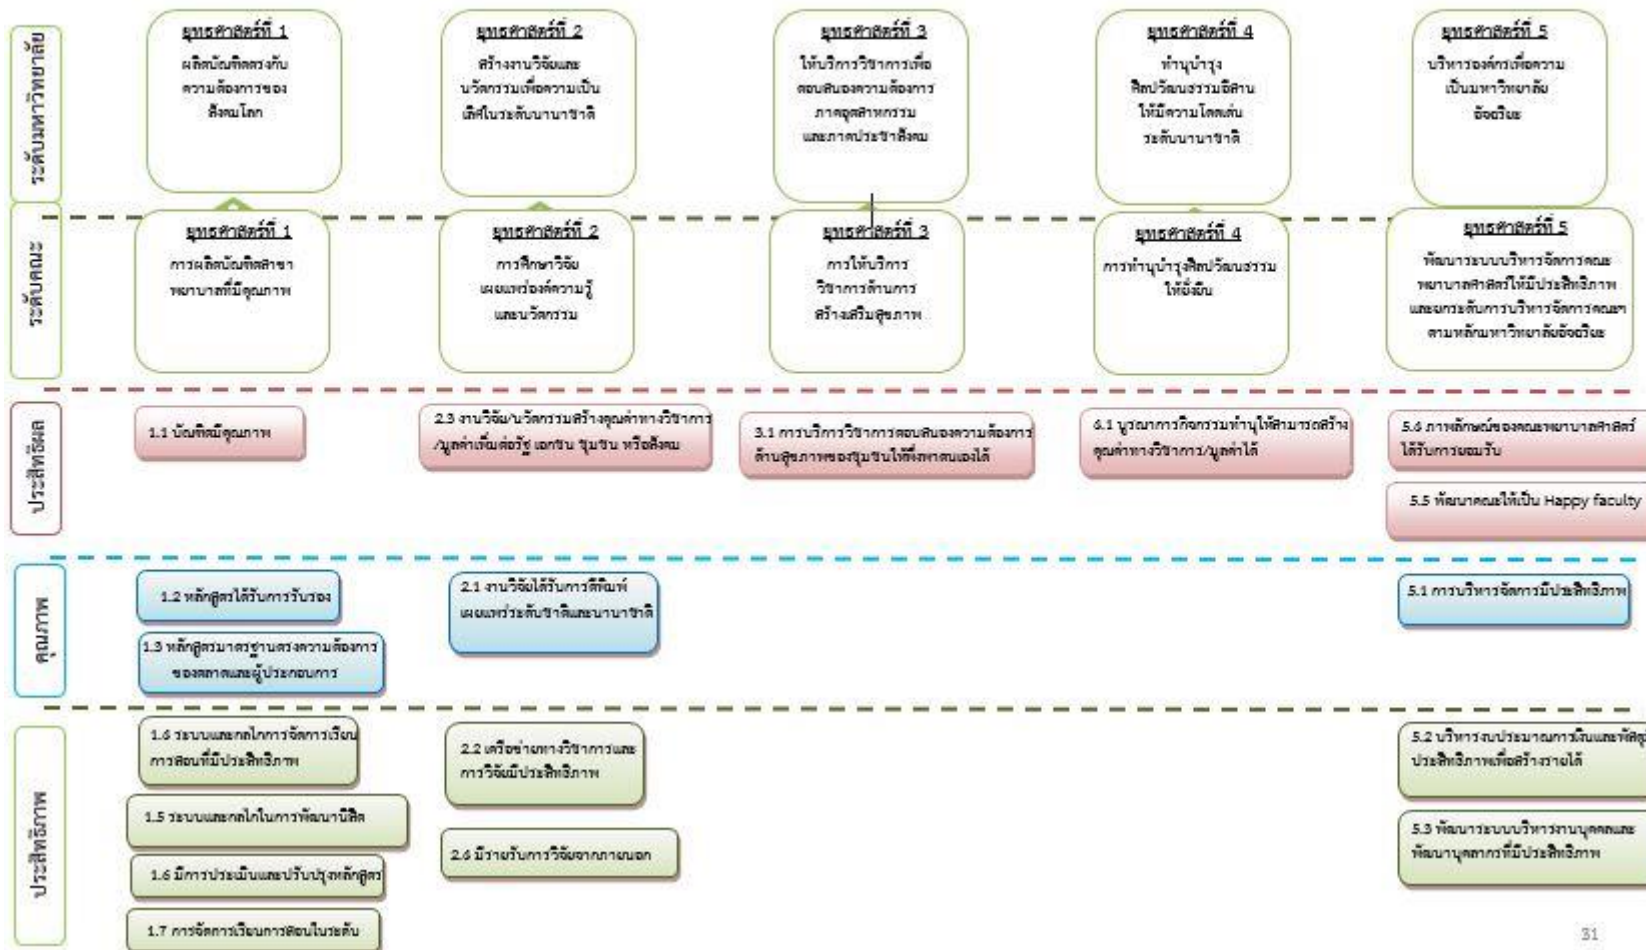 ระดับมหาวิทยาลัย
ยุทธศาสตร์ที่ 1
ผลิตบัณฑิตตรงกับ
ความต้องการของ
สังคมโลก
ยุทธศาสตร์ที่ 2
สร้างงานวิจัยและ
นวัตกรรมเพื่อความเป็น
เลิศในระดับนานาชาติ
ยุทธศาสตร์ที่ 3
ให้บริการวิชาการเพื่อ
ตอบสนองความต้องการ
ภาคอุตสาหกรรม
และภาคประชาสังคม
ยุทธศาสตร์ที่ 4
ทำนุบำรุง
ศิลปวัฒนธรรมอีสาน
ให้มีความโดดเด่น
ระดับนานาชาติ
ยุทธศาสตร์ที่ 5
บริหารองค์กรเพื่อความ
เป็นมหาวิทยาลัย
อัจฉริยะ
ระดับคณะ
ยุทธศาสตร์ที่ 1
การผลิตบัณฑิตสาขา
พยาบาลที่มีคุณภาพ
ยุทธศาสตร์ที่ 2
การศึกษาวิจัย
เผยแพร่องค์ความรู้
และนวัตกรรม
ยุทธศาสตร์ที่ 3
การให้บริการ
วิชาการด้านการ
สร้างเสริมสุขภาพ
ยุทธศาสตร์ที่ 4
การทำนุบำรุงศิลปวัฒนธรรม
ให้ยั่งยืน
ยุทธศาสตร์ที่ 5
พัฒนาระบบบริหารจัดการคณะ
พยาบาลศาสตร์ให้มีประสิทธิภาพ
และยกระดับการบริหารจัดการคณะฯ
ตามหลักมหาวิทยาลัยอัจฉริยะ
ประสิทธิผล
1.1 บัณฑิตมีคุณภาพ
2.3 งานวิจัย/นวัตกรรมสร้างคุณค่าทางวิชาการ
/มูลค่าเพิ่มต่อรัฐ เอกชน ชุมชน หรือสังคม
3.1 การบริการวิชาการตอบสนองความต้องการ
ด้านสุขภาพของชุมชนให้พึ่งพาตนเองได้
4.1 บูรณาการกิจกรรมทำนุให้สามารถสร้าง
คุณค่าทางวิชาการ/มูลค่าได้
5.4 ภาพลักษณ์ของคณะพยาบาลศาสตร์
ได้รับการยอมรับ
5.5 พัฒนาคณะให้เป็น Happy faculty
คุณภาพ
1.2 หลักสูตรได้รับการรับรอง
1.3 หลักสูตรมาตรฐานตรงความต้องการ
ของตลาดและผู้ประกอบการ
2.1 งานวิจัยได้รับการตีพิมพ์
เผยแพร่ระดับชาติและนานาชาติ
5.1 การบริหารจัดการมีประสิทธิภาพ
ประสิทธิภาพ
1.4 ระบบและกลไกการจัดการเรียน
การสอนที่มีประสิทธิภาพ
1.5 ระบบและกลไกในการพัฒนานิสิต
1.6 มีการประเมินและปรับปรุงหลักสูตร
1.7 การจัดการเรียนการสอนในระดับ
2.2 เครือข่ายทางวิชาการและ
การวิจัยมีประสิทธิภาพ
2.4 มีรายรับการวิจัยจากภายนอก
5.2 บริหารงบประมาณการเงินและพัสดุ
ประสิทธิภาพเพื่อสร้างรายได้
5.3 พัฒนาระบบบริหารงานบุคคลและ
พัฒนาบุคลากรที่มีประสิทธิภาพ
31